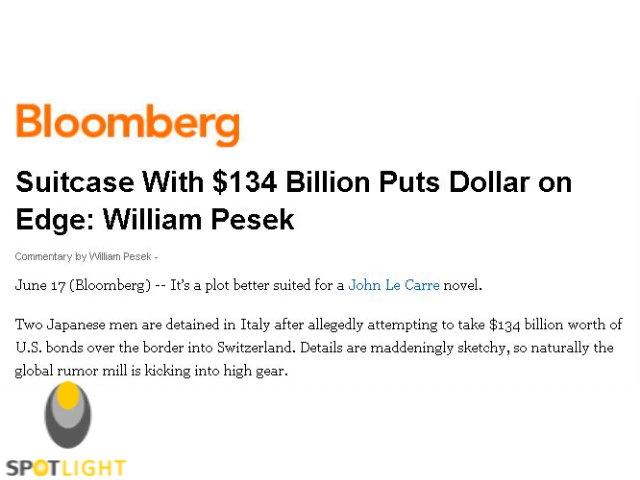 Bloomberg
Suitcase With $134 Billion Puts Dollar on
Edge: William Pesek
Commentary by William Pesek -
June 17 (Bloomberg) -- It's a plot better suited for a John Le Carre novel.
Two Japanese men are detained in Italy after allegedly attempting to take $134 billion worth of
U.S. bonds over the border into Switzerland. Details are maddeningly sketchy, so naturally the
global rumor mill is kicking into high gear.
SPOTLIGHT